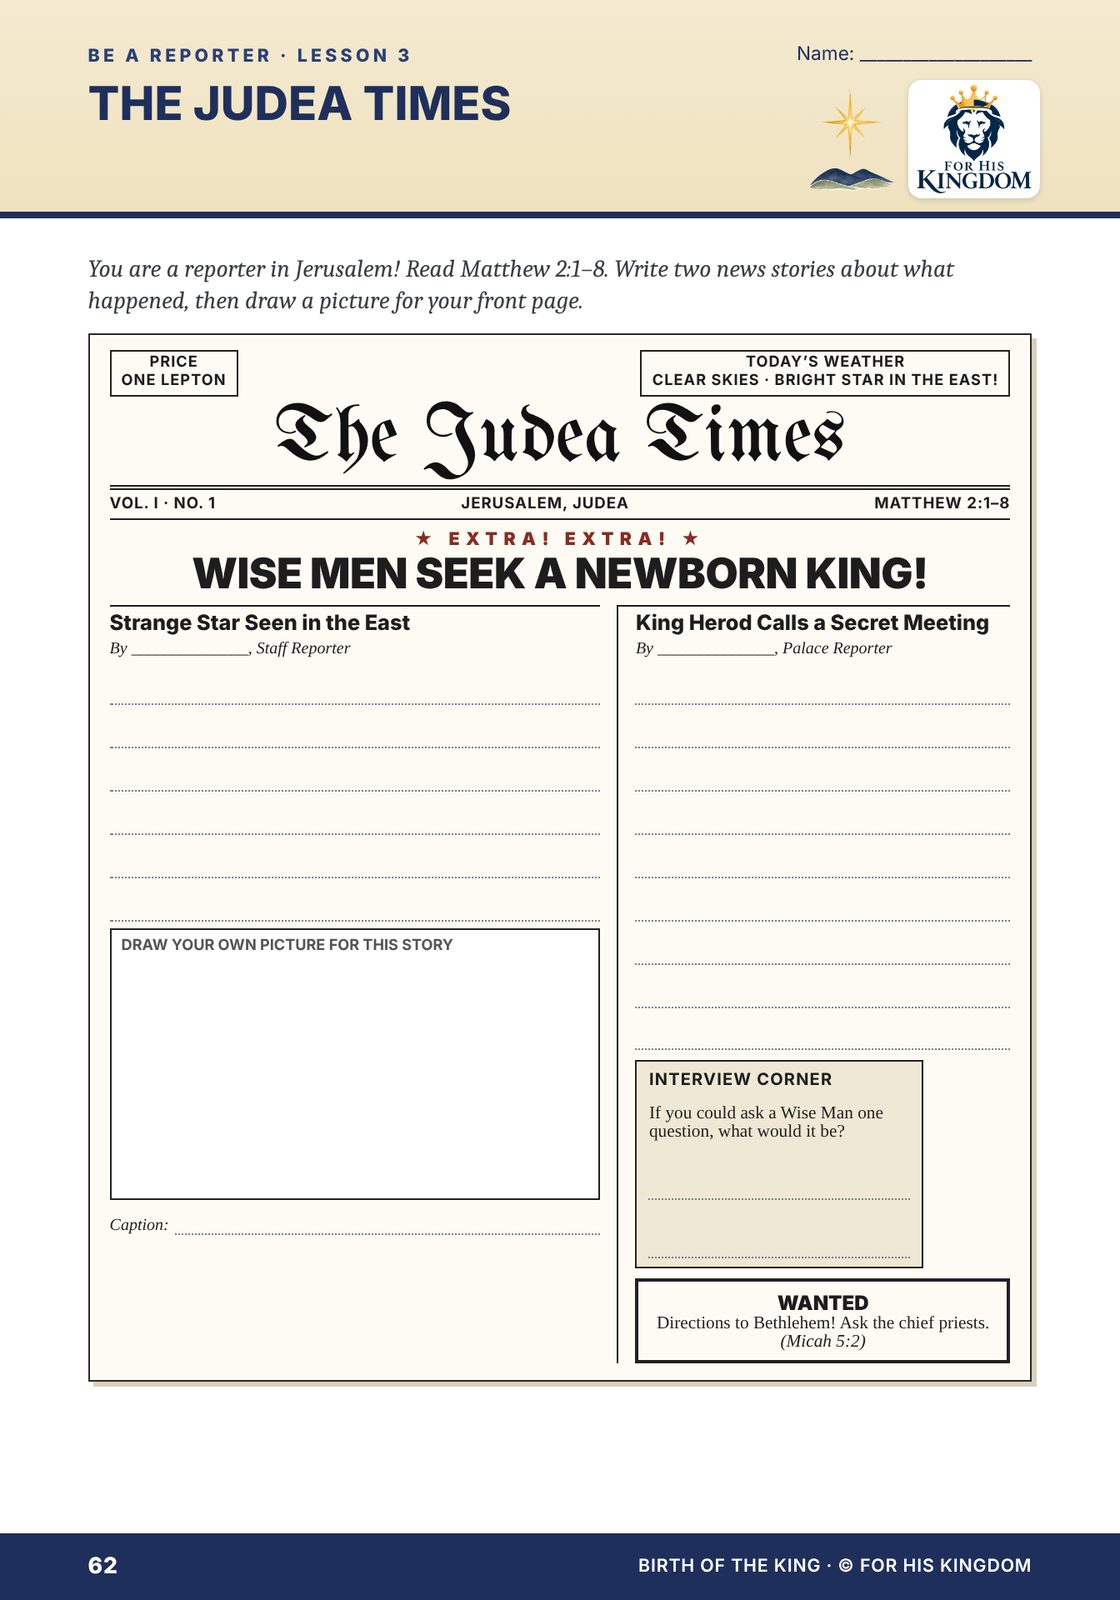 BE A REPORTER · LESSON 3
Name: ___________________
THE JUDEA TIMES
FOR HIS
KINGDOM
You are a reporter in Jerusalem! Read Matthew 2:1–8. Write two news stories about what
happened, then draw a picture for your front page.
PRICE
ONE LEPTON
TODAY’S WEATHER
CLEAR SKIES · BRIGHT STAR IN THE EAST!
The Judea Times
VOL. I · NO. 1
JERUSALEM, JUDEA
MATTHEW 2:1–8
★ EXTRA! EXTRA! ★
WISE MEN SEEK A NEWBORN KING!
Strange Star Seen in the East
By ______________, Staff Reporter
DRAW YOUR OWN PICTURE FOR THIS STORY
Caption:
King Herod Calls a Secret Meeting
By ______________, Palace Reporter
INTERVIEW CORNER
If you could ask a Wise Man one
question, what would it be?
WANTED
Directions to Bethlehem! Ask the chief priests.
(Micah 5:2)
62
BIRTH OF THE KING · © FOR HIS KINGDOM